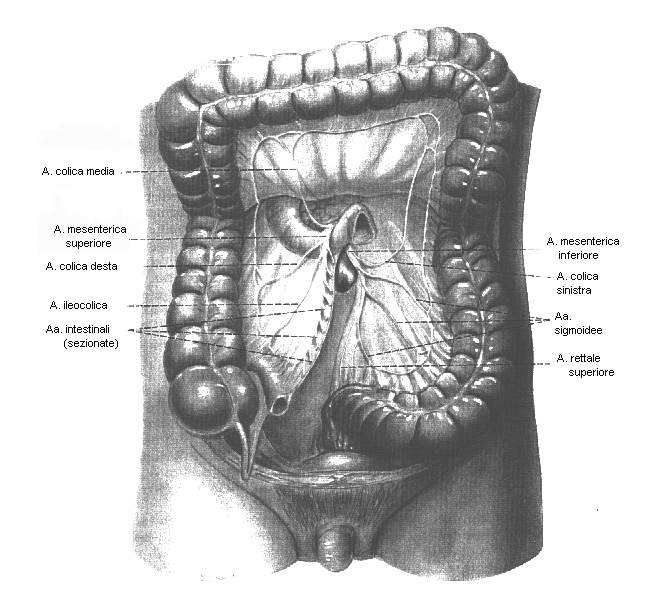 A. colica media
A. mesenterica
superiore
A. colica desta
A. ileocolica
Aa. intestinali
(sezionate)
A. mesenterica
inferiore
A. colica
sinistra
Aa.
sigmoidee
A. rettale
superiore